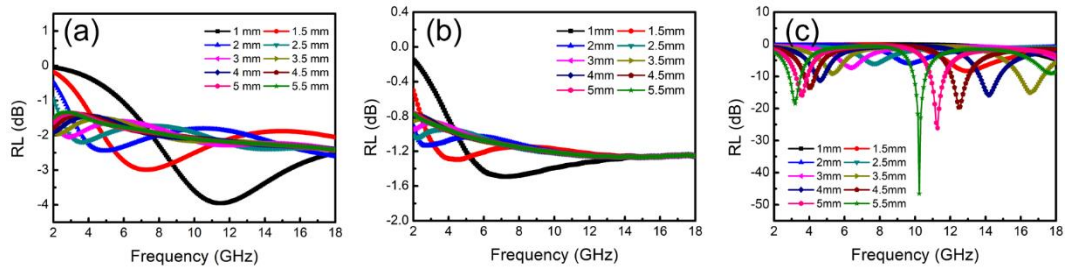 (a)
1 mm 1.5 mm
2 mm 2.5 mm
3 mm 3.5 mm
4 mm 4.5 mm
5 mm 5.5 mm
0
-1
-2
-3
-4
RL (dB)
2 4 6 8 10 12 14 16 18
Frequency (GHz)
(b)
1mm 1.5mm
2mm 2.5mm
3mm 3.5mm
4mm 4.5mm
5mm 5.5mm
0.4
0.0
-0.4
-0.8
-1.2
-1.6
-2.0
RL (dB)
2 4 6 8 10 12 14 16 18
Frequency (GHz)
(c)
10
0
-10
-20
-30
-40
-50
RL (dB)
1mm 1.5mm
2mm 2.5mm
3mm 3.5mm
4mm 4.5mm
5mm 5.5mm
2 4 6 8 10 12 14 16 18
Frequency (GHz)